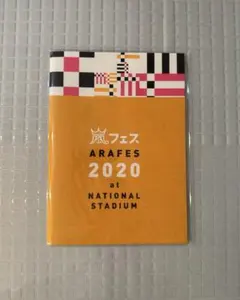 嵐フェス
ARAFES
2020
at
NATIONAL
STADIUM